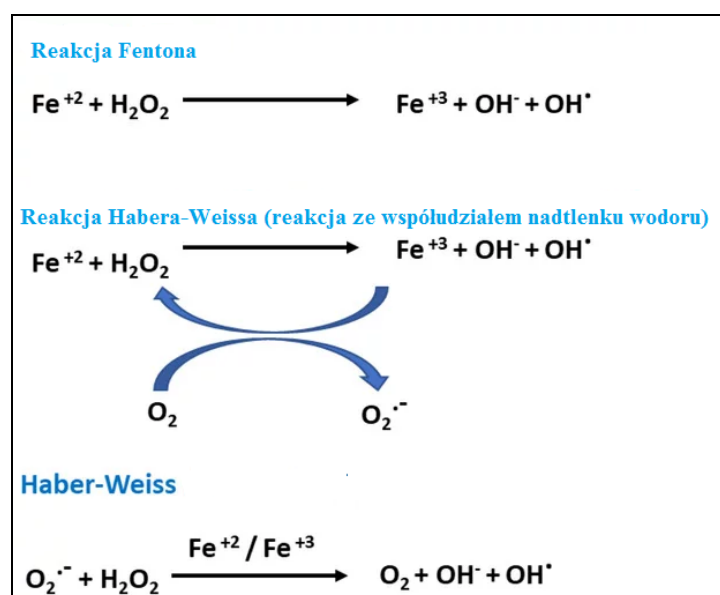 Reakcja Fentona
Fe⁺² + H₂O₂ ⟶ Fe⁺³ + OH⁻ + OH•
Reakcja Habera-Weissa (reakcja ze współudziałem nadtlenku wodoru)
Fe⁺² + H₂O₂ ⟶ Fe⁺³ + OH⁻ + OH•
O₂ O₂•⁻
Haber-Weiss
Fe⁺² / Fe⁺³
O₂•⁻ + H₂O₂ ⟶ O₂ + OH⁻ + OH•